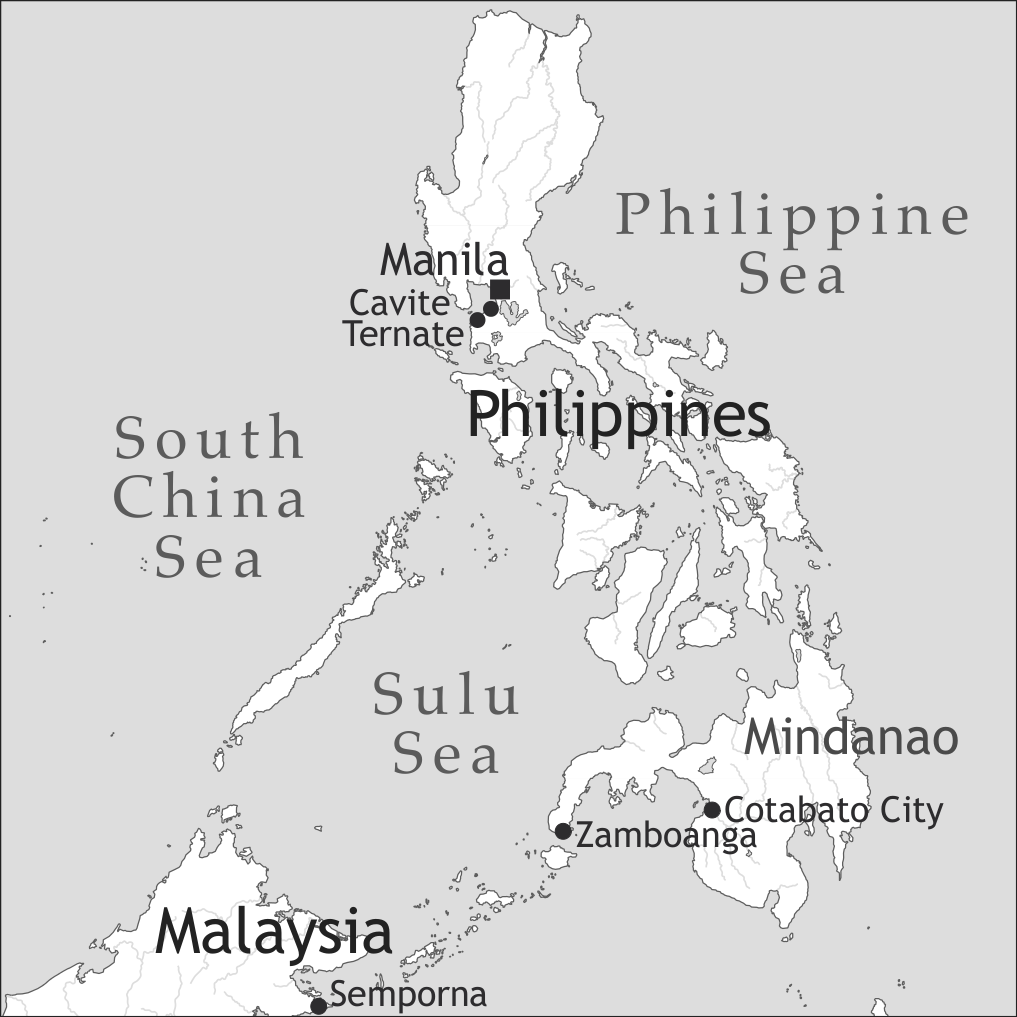 Philippine
Sea
Manila
Cavite
Ternate
Philippines
South
China
Sea
Sulu
Sea
Mindanao
Cotabato City
Zamboanga
Malaysia
Semporna